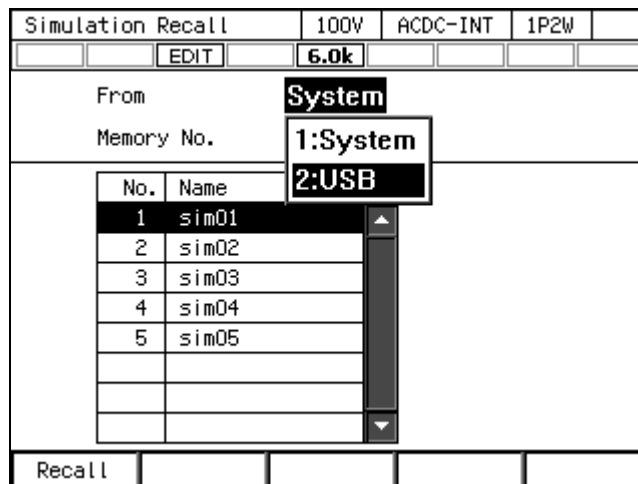 Simulation Recall 100V ACDC-INT 1P2W
EDIT 6.0k
From System
Memory No. 1:System
2:USB
No. Name
1 sim01
2 sim02
3 sim03
4 sim04
5 sim05
Recall